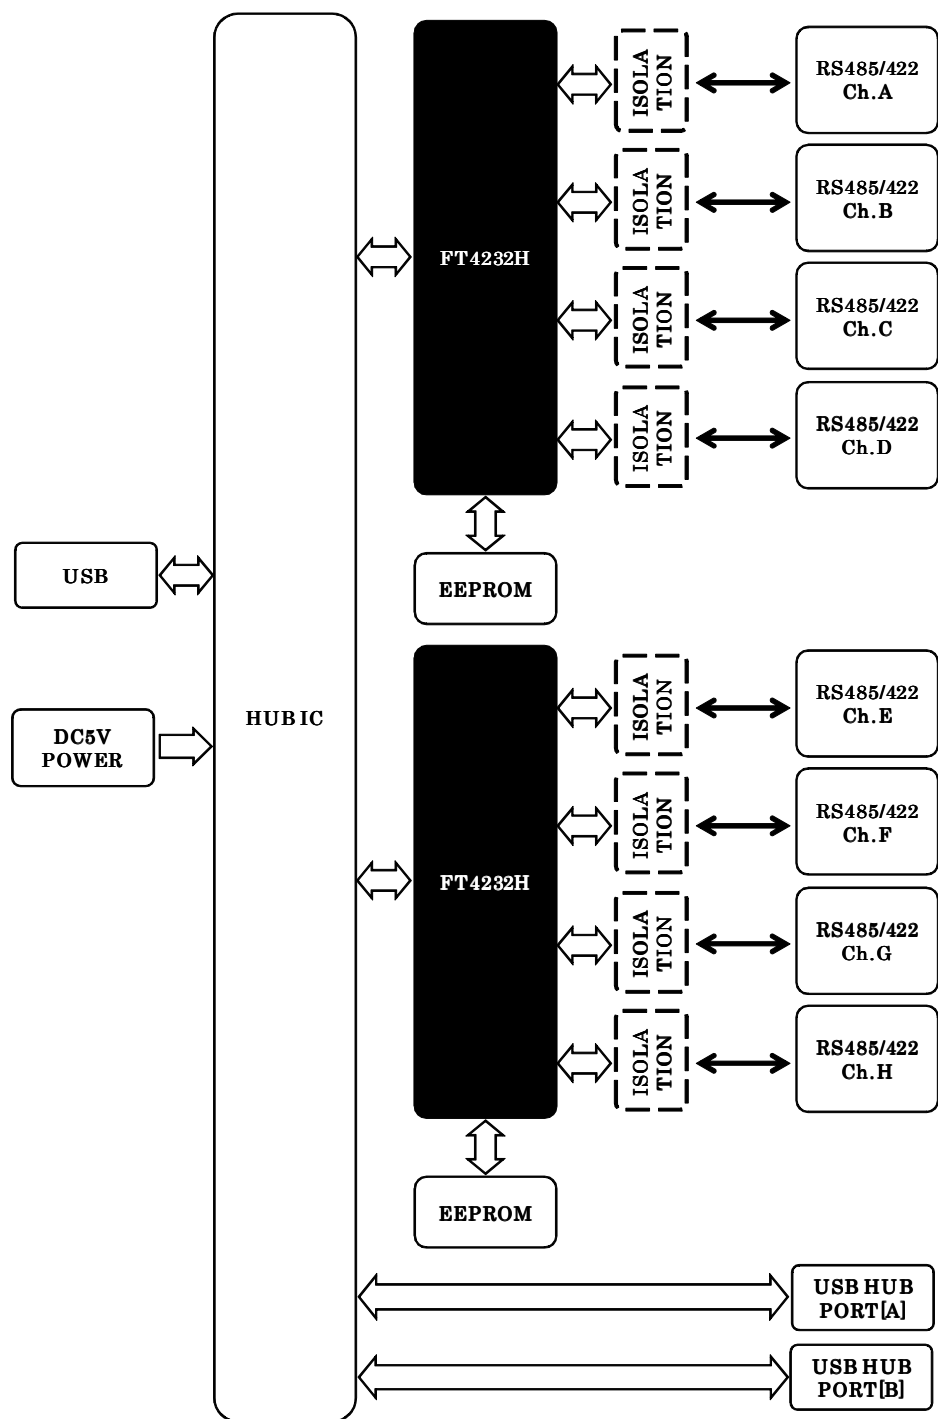 RS485/422
Ch.A
ISOLA
TION
RS485/422
Ch.B
ISOLA
TION
FT4232H
RS485/422
Ch.C
ISOLA
TION
RS485/422
Ch.D
ISOLA
TION
USB
EEPROM
HUB IC
DC5V
POWER
RS485/422
Ch.E
ISOLA
TION
RS485/422
Ch.F
ISOLA
TION
FT4232H
RS485/422
Ch.G
ISOLA
TION
RS485/422
Ch.H
ISOLA
TION
EEPROM
USB HUB
PORT[A]
USB HUB
PORT[B]